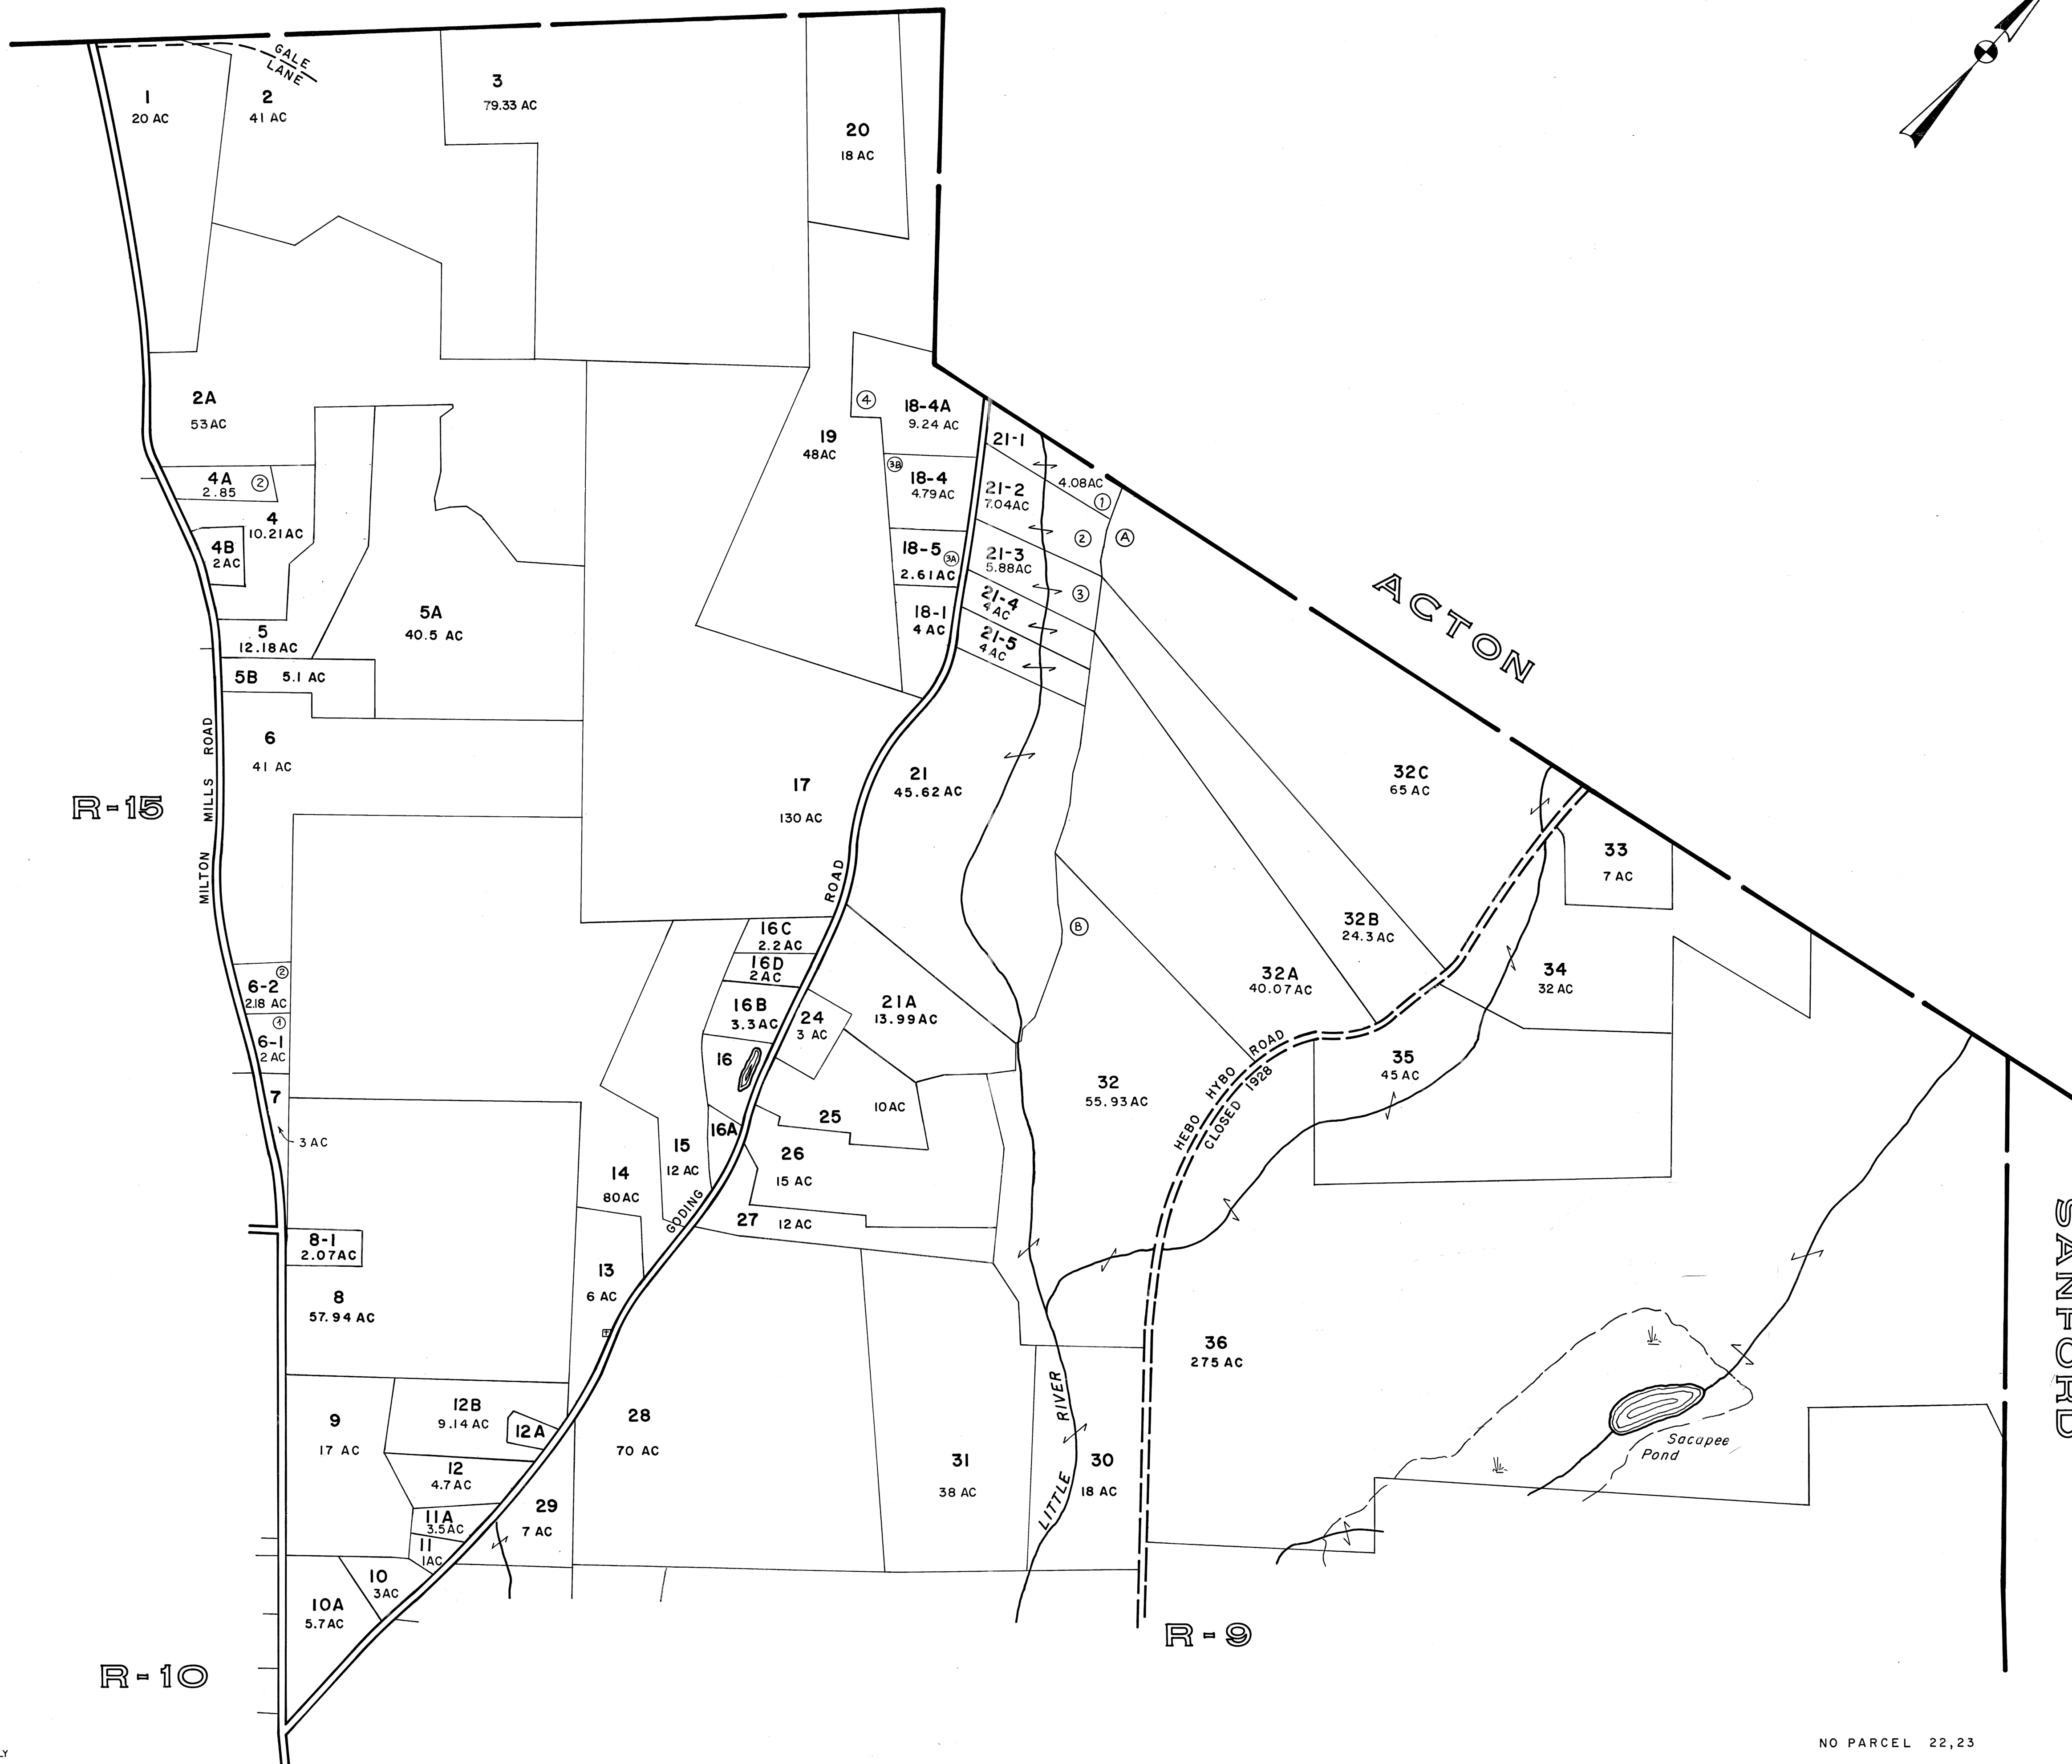 GALE
LANE
1
20 AC
2
41 AC
3
79.33 AC
20
18 AC
2A
53 AC
4A
2.85
2
4
10.21 AC
4B
2 AC
5
12.18 AC
5A
40.5 AC
5B 5.1 AC
6
41 AC
MILTON MILLS ROAD
R-15
19
48 AC
4
18-4A
9.24 AC
3B
18-4
4.79 AC
18-5
3A
2.61 AC
18-1
4 AC
21-1
4.08 AC
1
21-2
7.04 AC
2
A
21-3
5.88 AC
3
21-4
4 AC
21-5
4 AC
ACTON
17
130 AC
21
45.62 AC
32C
65 AC
33
7 AC
B
32B
24.3 AC
32A
40.07 AC
34
32 AC
6-2
2
2.18 AC
1
6-1
2 AC
7
3 AC
16C
2.2 AC
16D
2 AC
16B
3.3 AC
16
16A
24
3 AC
21A
13.99 AC
25
10 AC
26
15 AC
27 12 AC
15
12 AC
14
80 AC
GODING ROAD
32
55.93 AC
HEBO HYBO ROAD
CLOSED 1928
35
45 AC
SANFORD
8-1
2.07 AC
8
57.94 AC
13
6 AC
36
275 AC
9
17 AC
12B
9.14 AC
12A
12
4.7 AC
11A
3.5 AC
11
1 AC
10
3 AC
10A
5.7 AC
28
70 AC
29
7 AC
31
38 AC
LITTLE RIVER
30
18 AC
Sacapee
Pond
R-9
R-10
NO PARCEL 22,23
LY